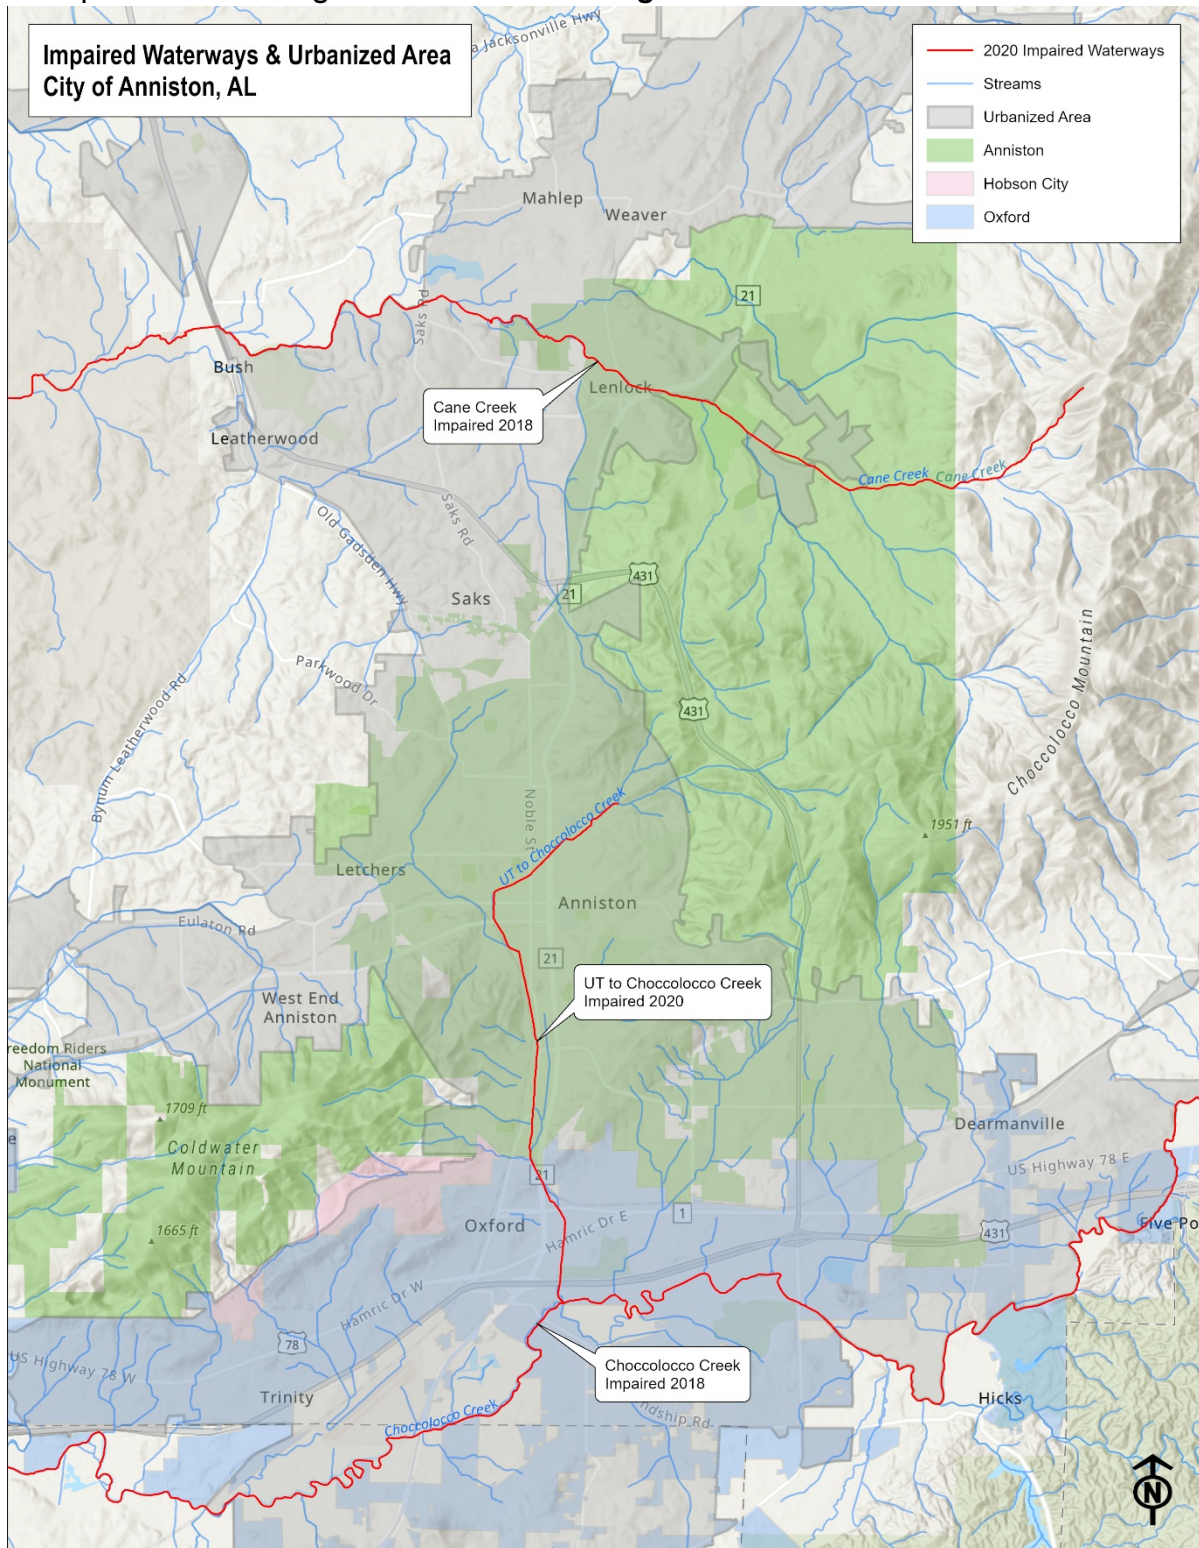 Impaired Waterways & Urbanized Area
City of Anniston, AL
a Jacksonville Hwy
2020 Impaired Waterways
Streams
Urbanized Area
Anniston
Hobson City
Oxford
Mahlep
Weaver
21
Saks Rd
Bush
Lenlock
Cane Creek
Impaired 2018
Leatherwood
Cane Creek
Cane Creek
Saks Rd
Old Gadsden Hwy
431
21
Saks
Choccolocco Mountain
Parkwood Dr
431
Bynum Leatherwood Rd
Noble St
UT to Choccolocco Creek
1951 ft
Letchers
Anniston
Eulaton Rd
21
UT to Choccolocco Creek
Impaired 2020
West End
Anniston
reedom Riders
National
Monument
1709 ft
Dearmanville
e
Coldwater
Mountain
US Highway 78 E
21
1
Oxford
Hamric Dr E
1665 ft
431
Five Po
Hamric Dr W
78
US Highway 78 W
Choccolocco Creek
Impaired 2018
Trinity
Hicks
ndship Rd
Choccolocco Creek
N